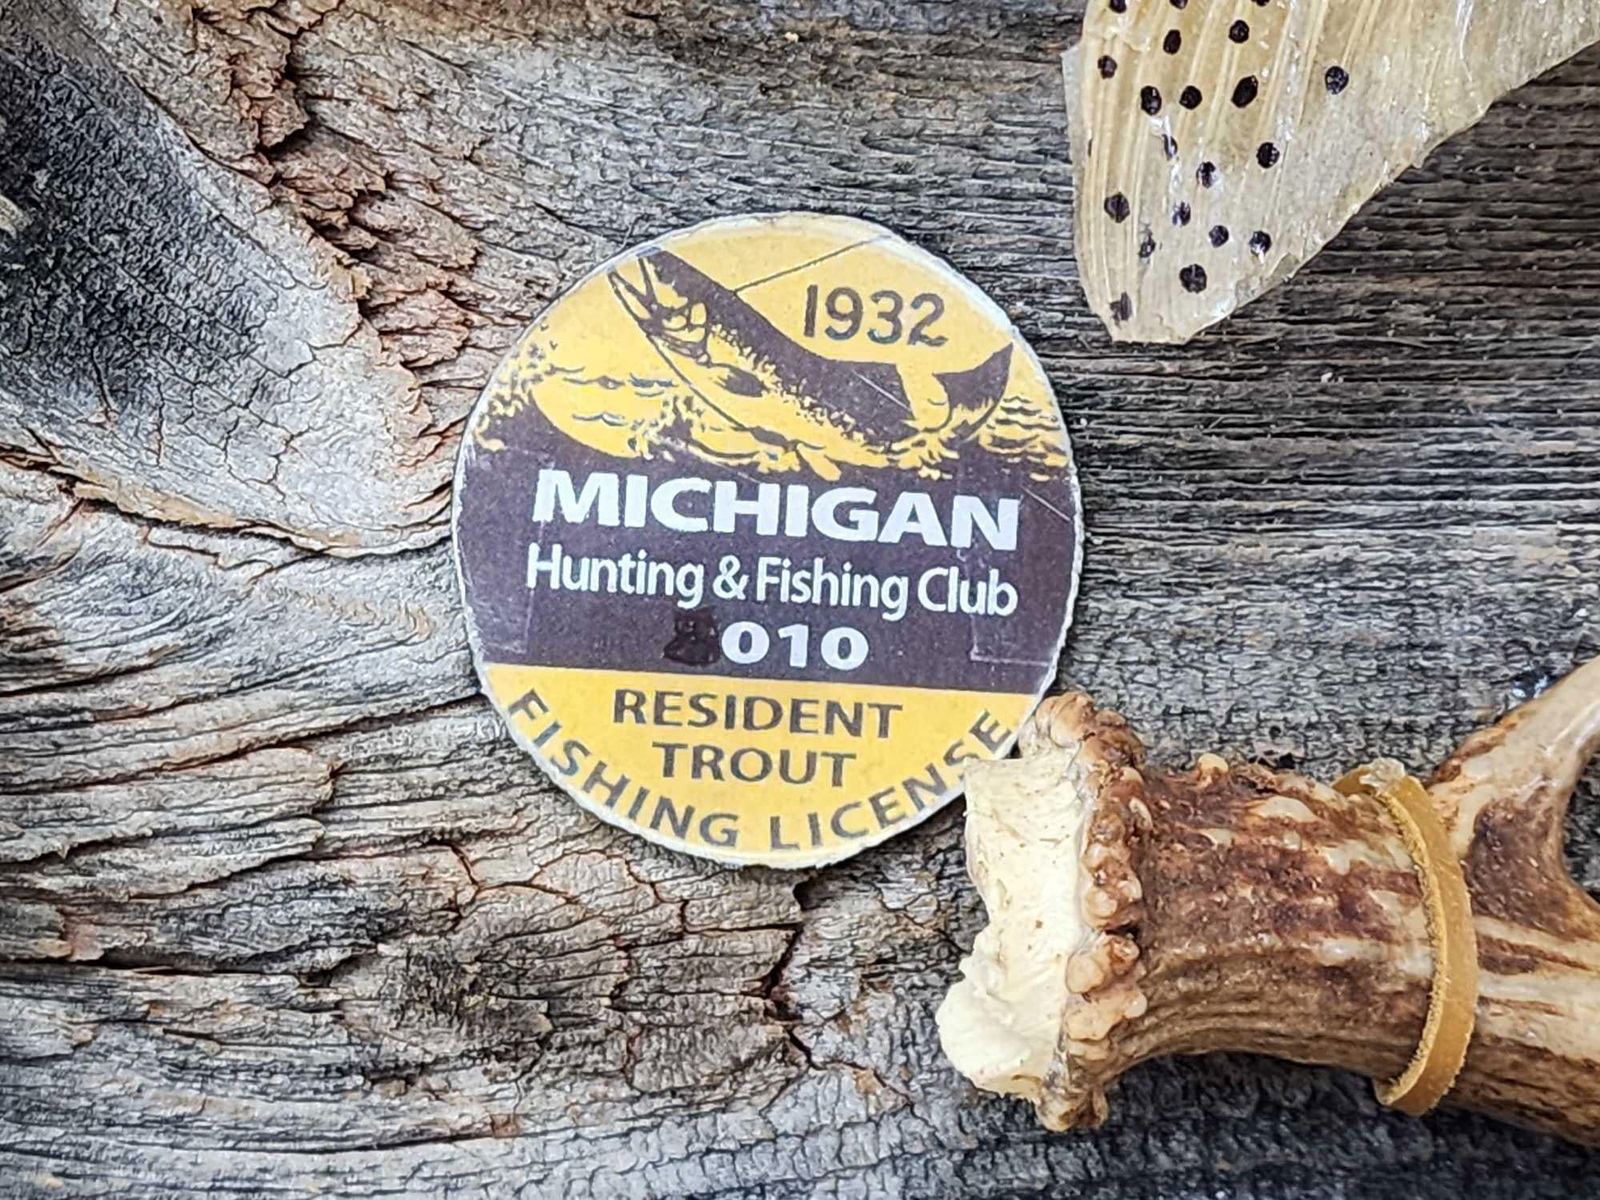 1932
MICHIGAN
Hunting & Fishing Club
010
RESIDENT
TROUT
FISHING LICENSE